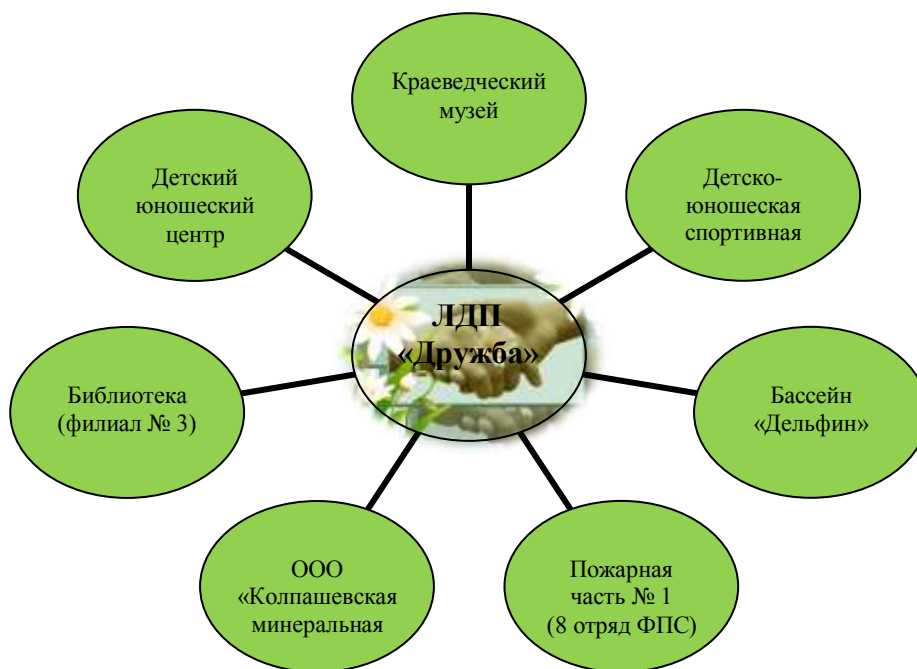 Краеведческий
музей
Детский
юношеский
центр
Детско-
юношеская
спортивная
ЛДП
«Дружба»
Библиотека
(филиал № 3)
Бассейн
«Дельфин»
ООО
«Колпашевская
минеральная
Пожарная
часть № 1
(8 отряд ФПС)